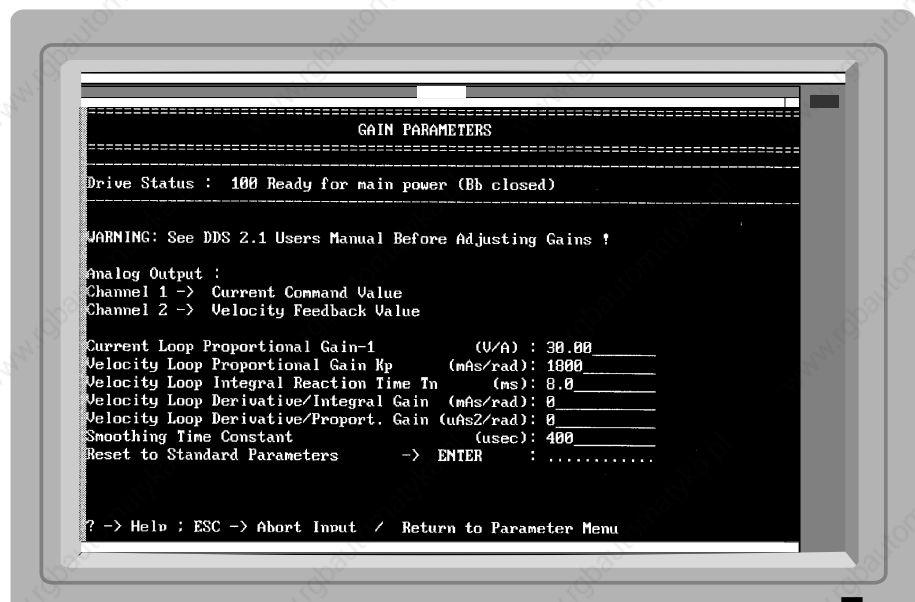 GAIN PARAMETERS
Drive Status : 100 Ready for main power (Bb closed)
WARNING: See DDS 2.1 Users Manual Before Adjusting Gains !
Analog Output :
Channel 1 -> Current Command Value
Channel 2 -> Velocity Feedback Value
Current Loop Proportional Gain-1 (V/A) : 30.00
Velocity Loop Proportional Gain Kp (mAs/rad): 1800
Velocity Loop Integral Reaction Time Tn (ms): 8.0
Velocity Loop Derivative/Integral Gain (mAs/rad): 0
Velocity Loop Derivative/Proport. Gain (uAs2/rad): 0
Smoothing Time Constant (usec): 400
Reset to Standard Parameters -> ENTER : ............
? -> Help ; ESC -> Abort Input / Return to Parameter Menu